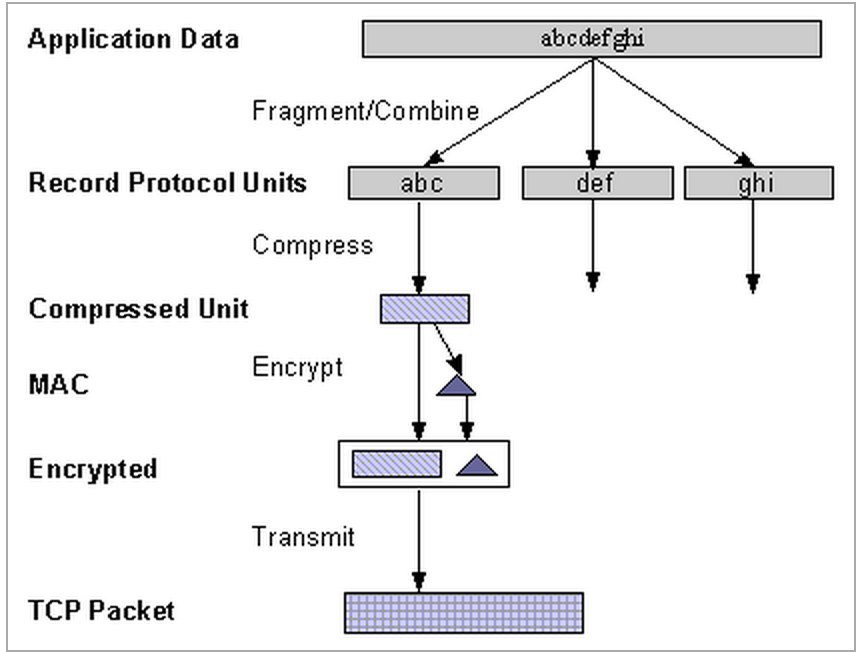 Application Data
abcdefghi
Fragment/Combine
Record Protocol Units
abc
def
ghi
Compress
Compressed Unit
Encrypt
MAC
Encrypted
Transmit
TCP Packet